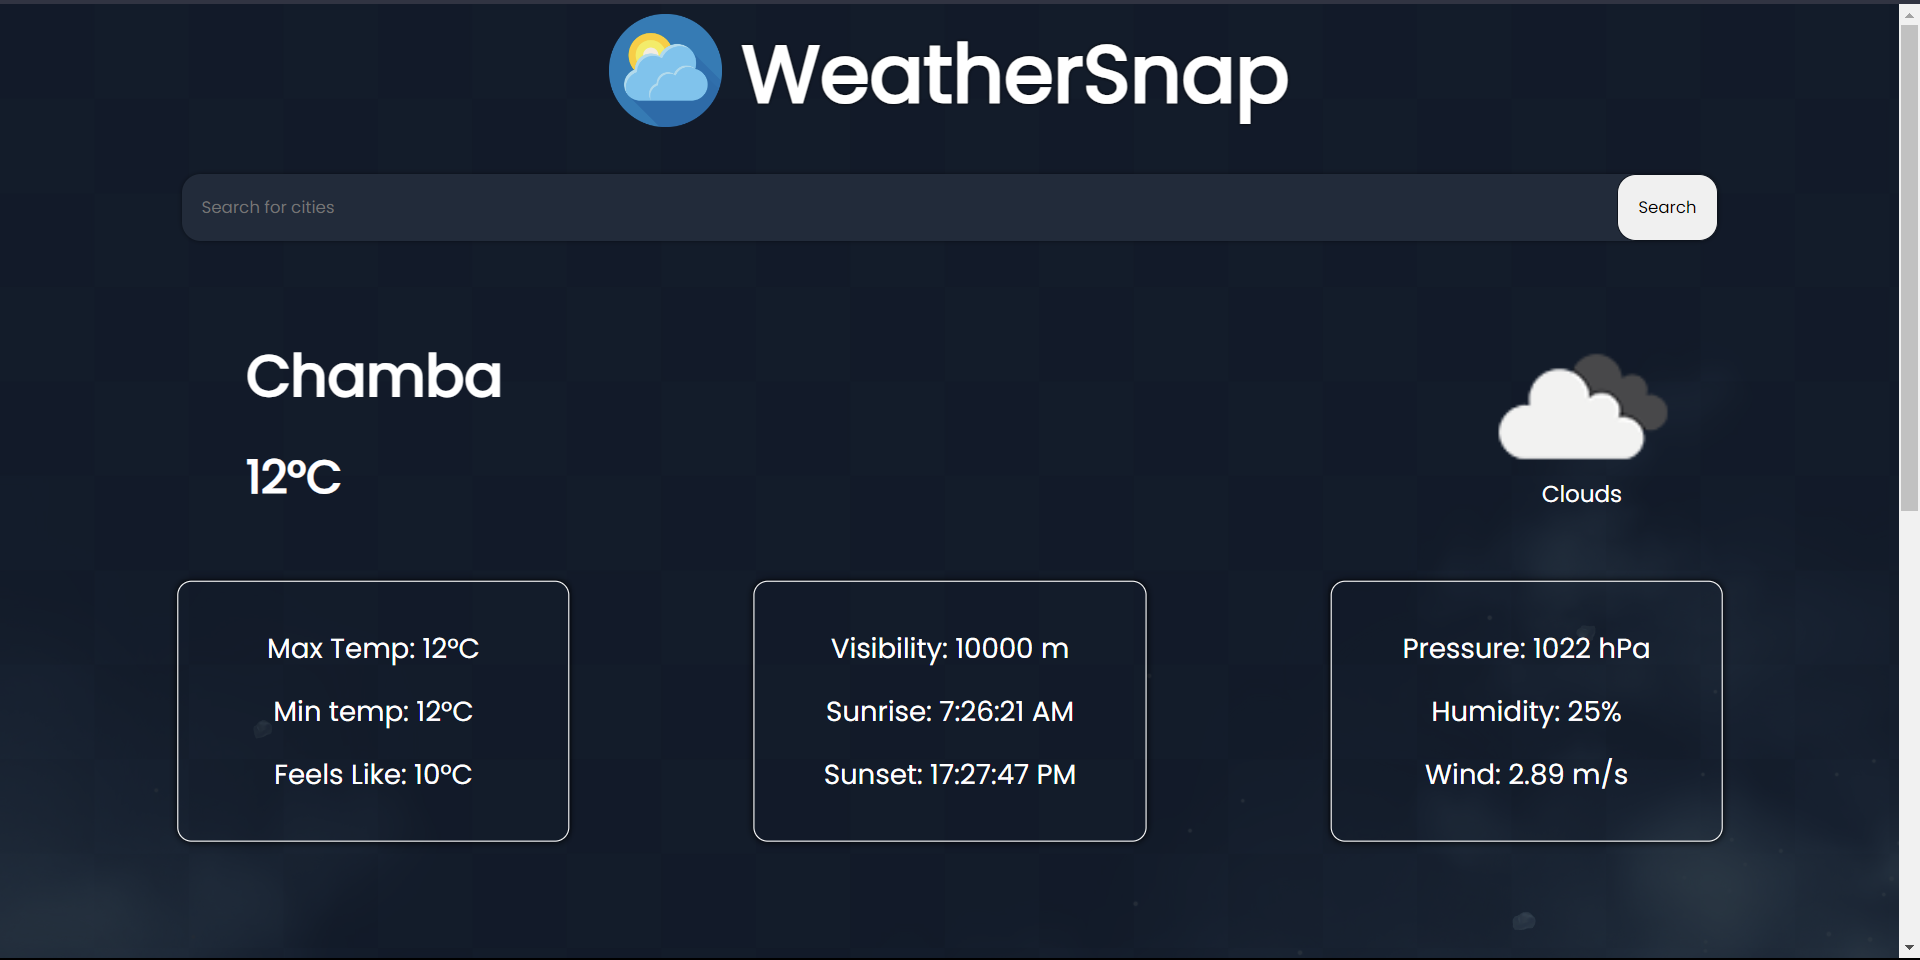 WeatherSnap
Search for cities
Search
Chamba
12°C
Clouds
Max Temp: 12°C
Min temp: 12°C
Feels Like: 10°C
Visibility: 10000 m
Sunrise: 7:26:21 AM
Sunset: 17:27:47 PM
Pressure: 1022 hPa
Humidity: 25%
Wind: 2.89 m/s